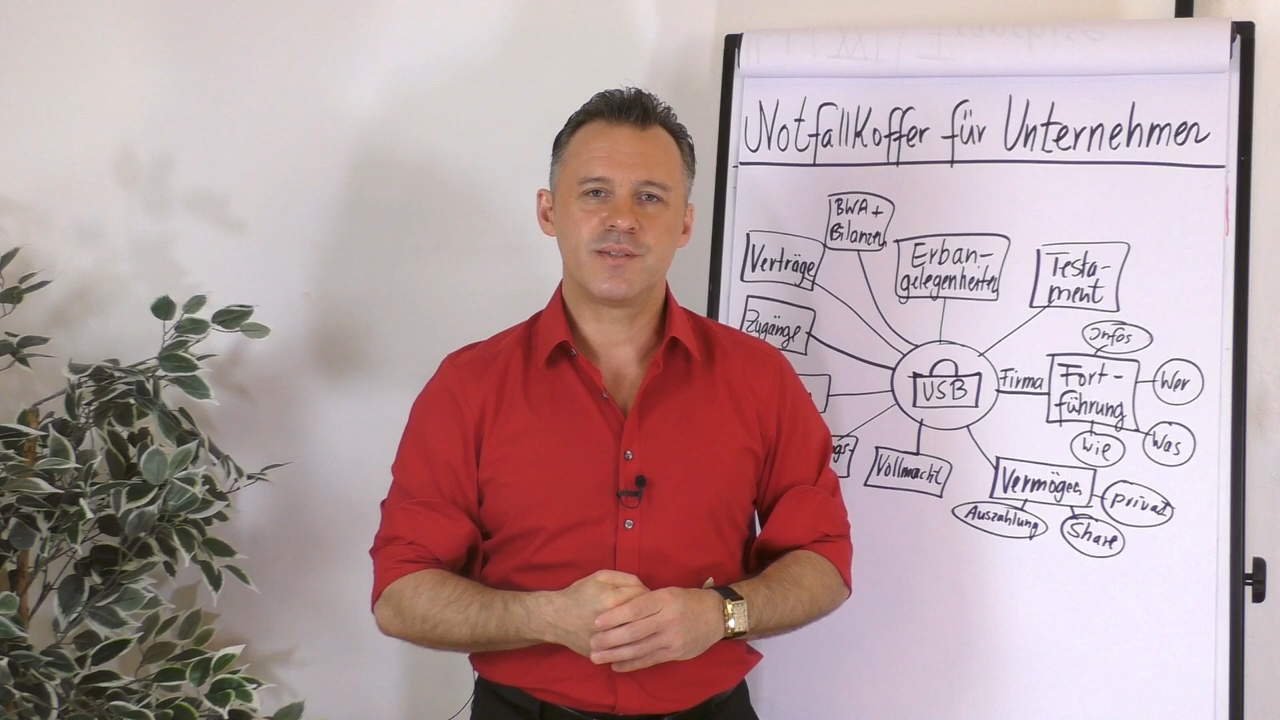 Notfallkoffer für Unternehmen
BWA +
Bilanzen
Verträge
Erban-
gelegenheiten
Testa-
ment
Zugänge
Infos
USB
Firma
Fort-
führung
Wer
Was
Wie
Vollmacht
Vermögen
privat
Auszahlung
Share